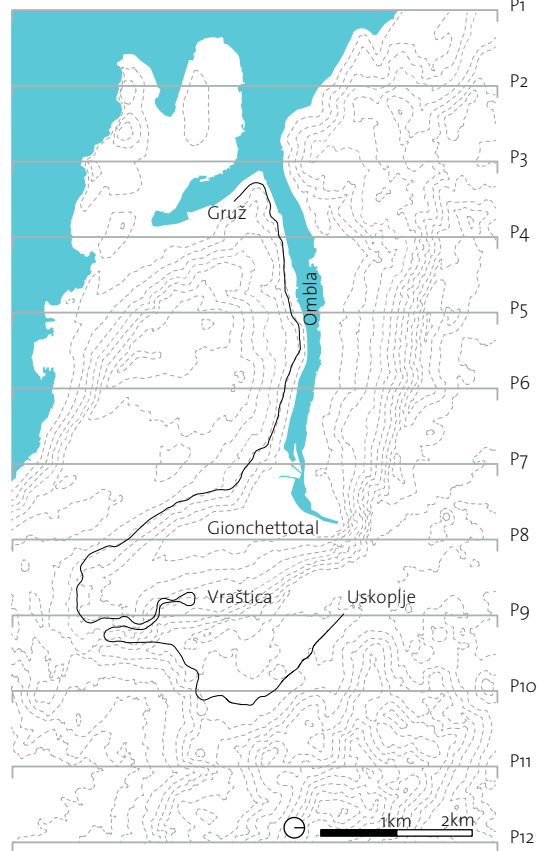 P1
P2
P3
Gruž
P4
Ombla
P5
P6
P7
Gionchettotal
P8
Vraštica
Uskoplje
P9
P10
P11
1km 2km
P12